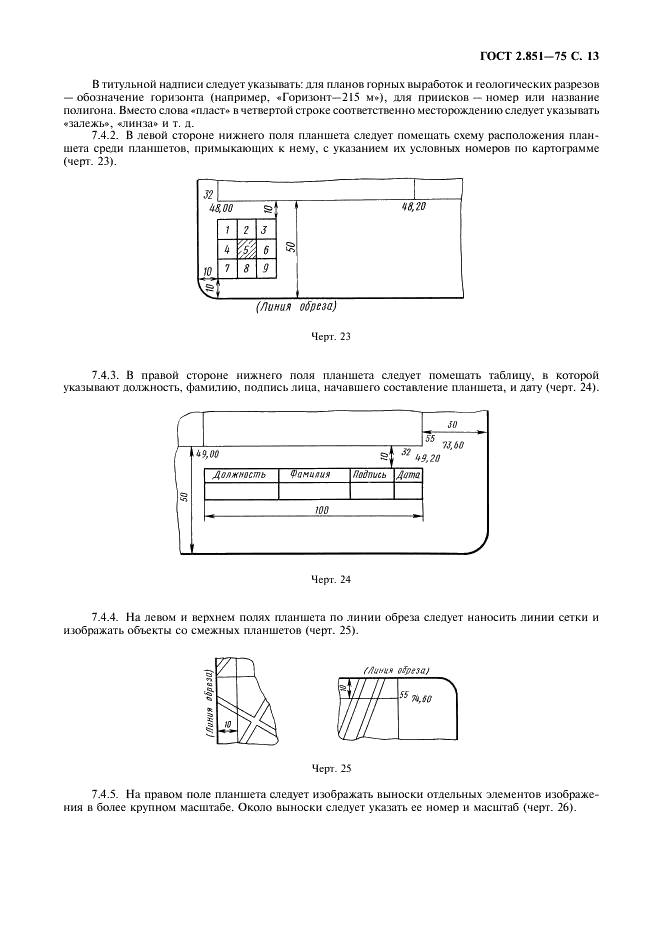 ГОСТ 2.851—75 С. 13
В титульной надписи следует указывать: для планов горных выработок и геологических разрезов
— обозначение горизонта (например, «Горизонт—215 м»), для приисков — номер или название
полигона. Вместо слова «пласт» в четвертой строке соответственно месторождению следует указывать
«залежь», «линза» и т. д.
7.4.2. В левой стороне нижнего поля планшета следует помещать схему расположения план-
шета среди планшетов, примыкающих к нему, с указанием их условных номеров по картограмме
(черт. 23).
32
48,00
10
48,20
1 2 3
4 5 6
7 8 9
50
10
10
(Линия обреза)
Черт. 23
7.4.3. В правой стороне нижнего поля планшета следует помещать таблицу, в которой
указывают должность, фамилию, подпись лица, начавшего составление планшета, и дату (черт. 24).
30
55
73,60
49,00
10
32
49,20
Должность Фамилия Подпись Дата
50
100
Черт. 24
7.4.4. На левом и верхнем полях планшета по линии обреза следует наносить линии сетки и
изображать объекты со смежных планшетов (черт. 25).
(Линия обреза)
10
(Линия обреза)
10
55
74,60
Черт. 25
7.4.5. На правом поле планшета следует изображать выноски отдельных элементов изображе-
ния в более крупном масштабе. Около выноски следует указать ее номер и масштаб (черт. 26).